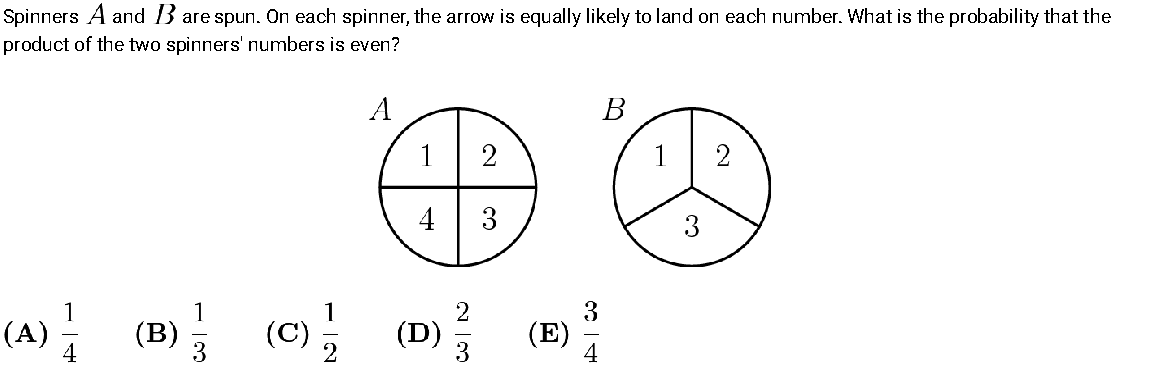 Spinners A and B are spun. On each spinner, the arrow is equally likely to land on each number. What is the probability that the
product of the two spinners' numbers is even?
A B
1 2 1 2
4 3 3
(A) 1/4 (B) 1/3 (C) 1/2 (D) 2/3 (E) 3/4